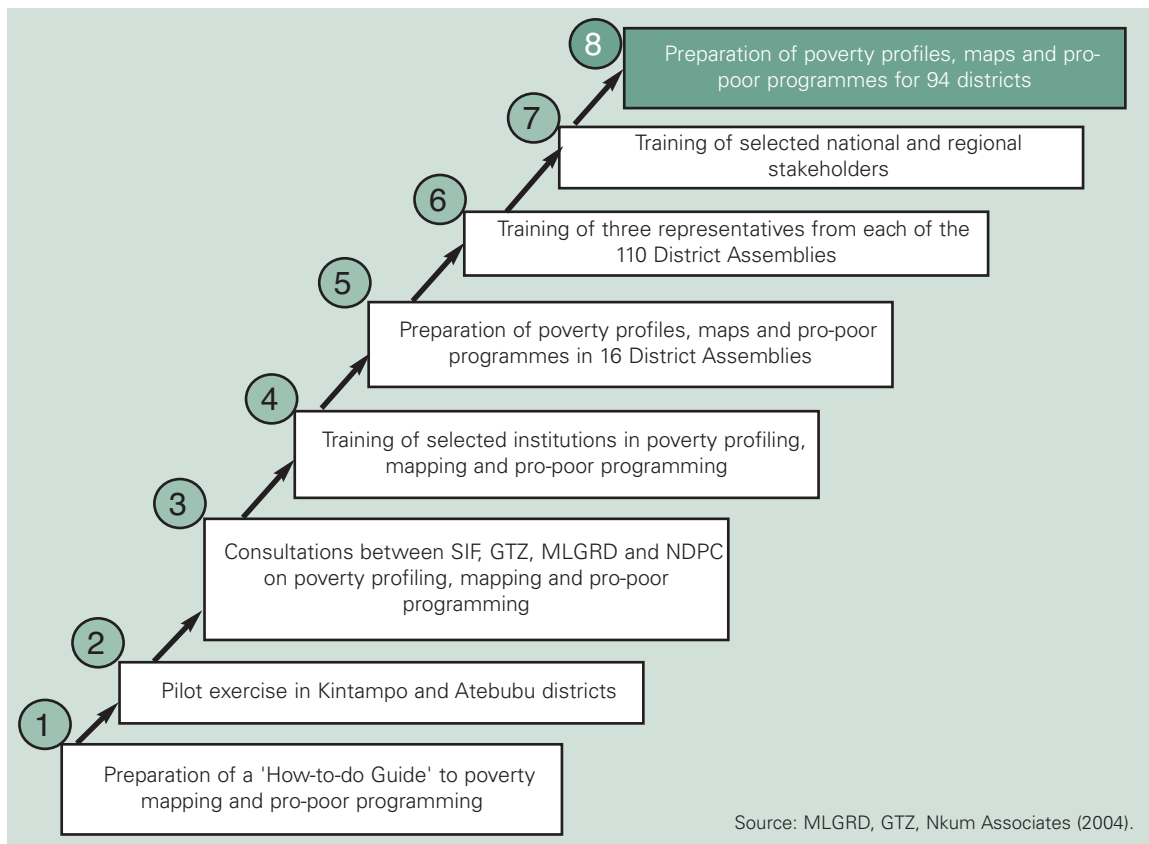 8
Preparation of poverty profiles, maps and pro-
poor programmes for 94 districts
7
Training of selected national and regional
stakeholders
6
Training of three representatives from each of the
110 District Assemblies
5
Preparation of poverty profiles, maps and pro-poor
programmes in 16 District Assemblies
4
Training of selected institutions in poverty profiling,
mapping and pro-poor programming
3
Consultations between SIF, GTZ, MLGRD and NDPC
on poverty profiling, mapping and pro-poor
programming
2
Pilot exercise in Kintampo and Atebubu districts
1
Preparation of a 'How-to-do Guide' to poverty
mapping and pro-poor programming
Source: MLGRD, GTZ, Nkum Associates (2004).